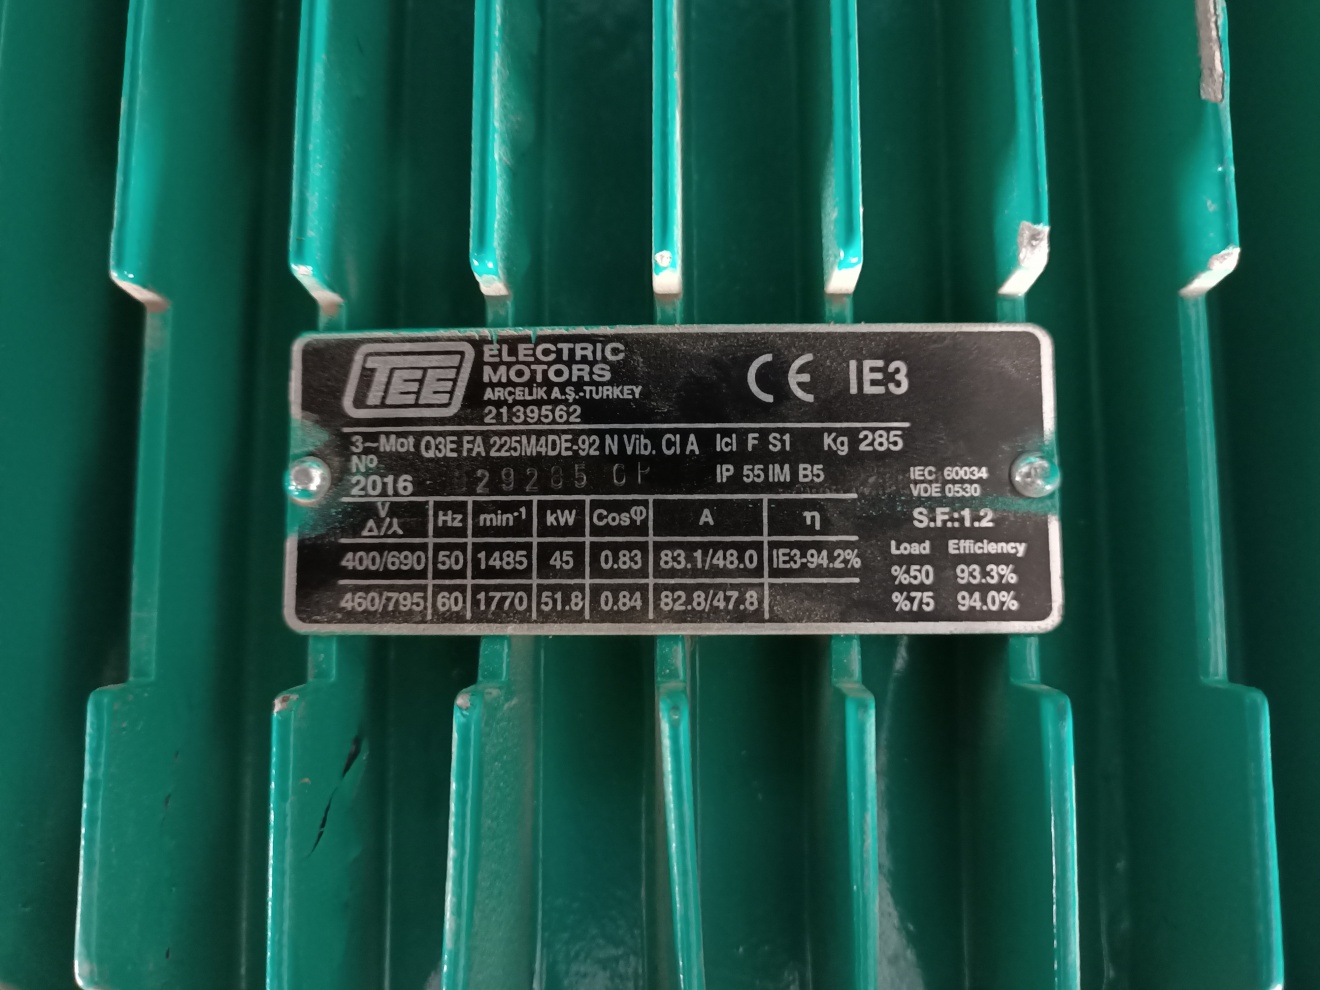 TEE ELECTRIC
MOTORS
ARÇELİK A.Ş.-TURKEY
2139562
CE IE3
3~Mot Q3E FA 225M4DE-92 N Vib. Cl A Icl F S1 Kg 285
Nº
2016 IP 55 IM B5
IEC 60034
VDE 0530
S.F.:1.2
V
Δ/⅄ Hz min⁻¹ kW Cosφ A η
400/690 50 1485 45 0.83 83.1/48.0 IE3-94.2%
460/795 60 1770 51.8 0.84 82.8/47.8
Load Efficiency
%50 93.3%
%75 94.0%